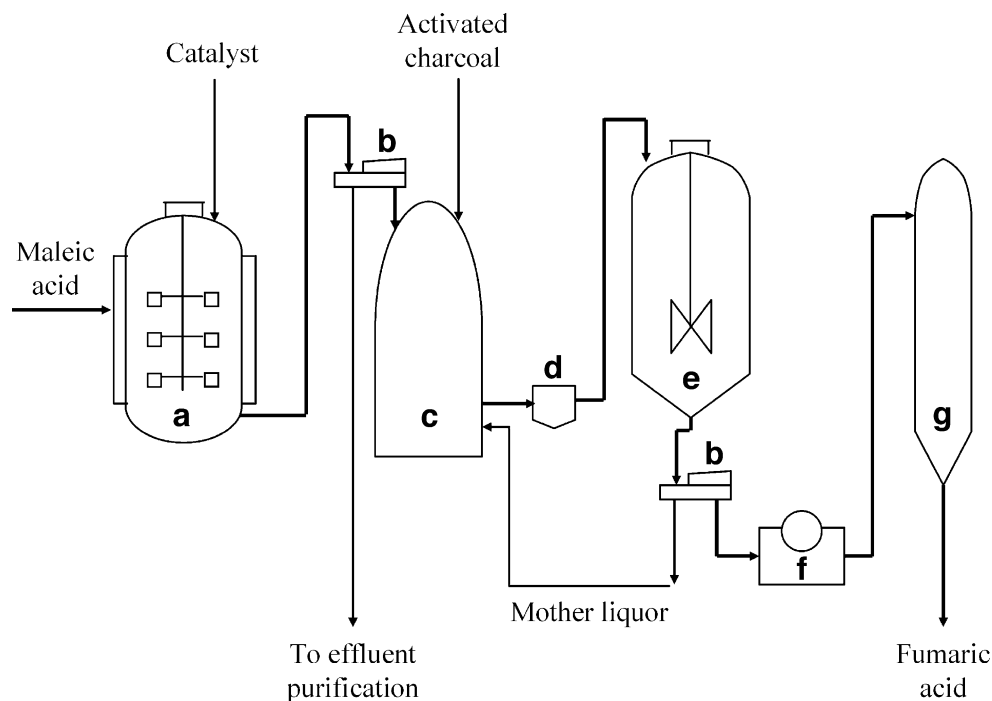 Activated
charcoal
Catalyst
b
Maleic
acid
a
c
d
e
g
b
f
Mother liquor
To effluent
purification
Fumaric
acid